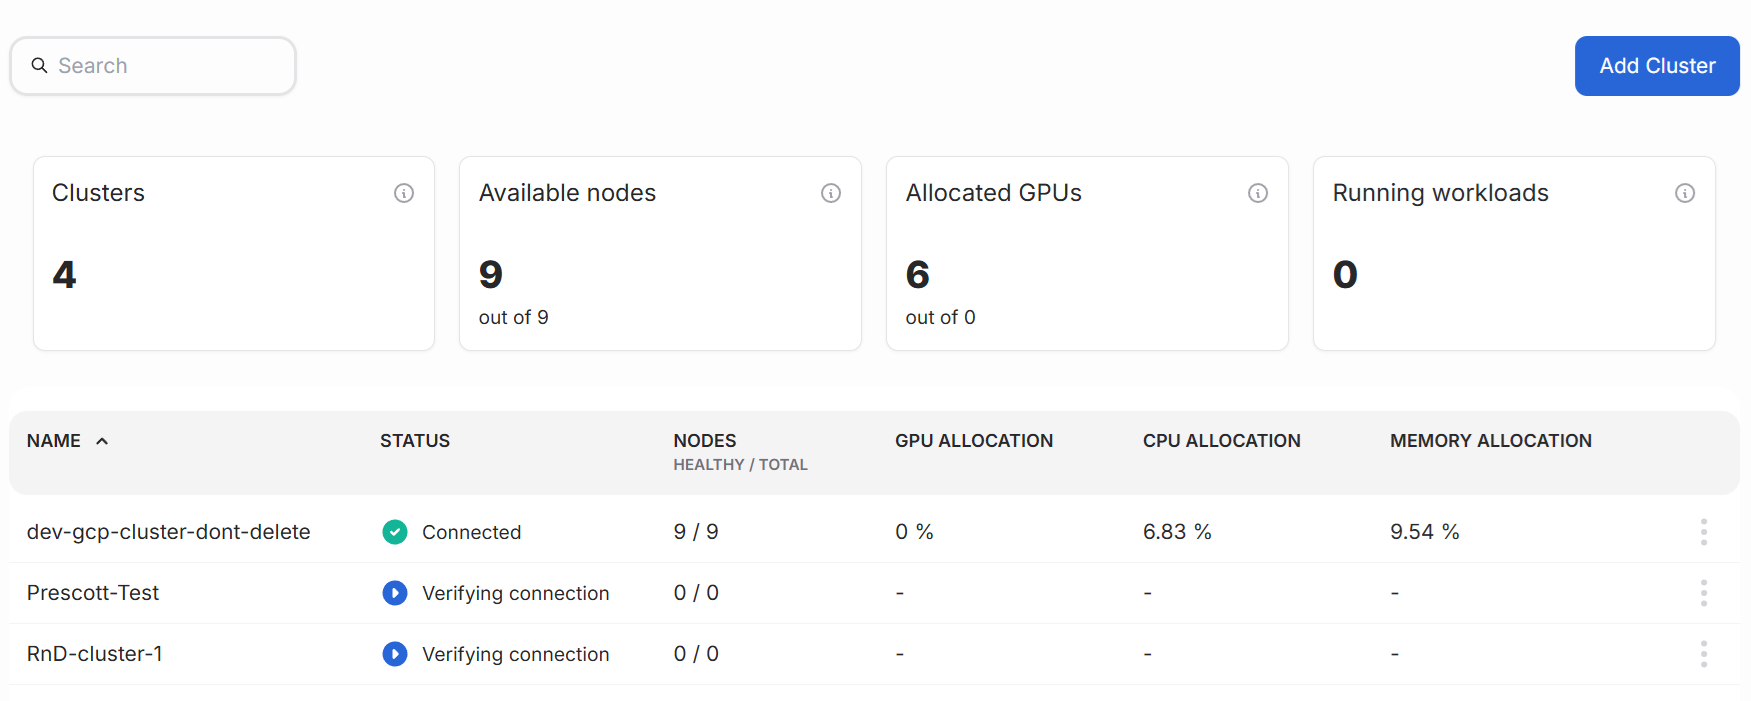 Search
Add Cluster
Clusters
4
Available nodes
9
out of 9
Allocated GPUs
6
out of 0
Running workloads
0
NAME STATUS NODES GPU ALLOCATION CPU ALLOCATION MEMORY ALLOCATION
HEALTHY / TOTAL
dev-gcp-cluster-dont-delete Connected 9 / 9 0 % 6.83 % 9.54 %
Prescott-Test Verifying connection 0 / 0 - - -
RnD-cluster-1 Verifying connection 0 / 0 - - -